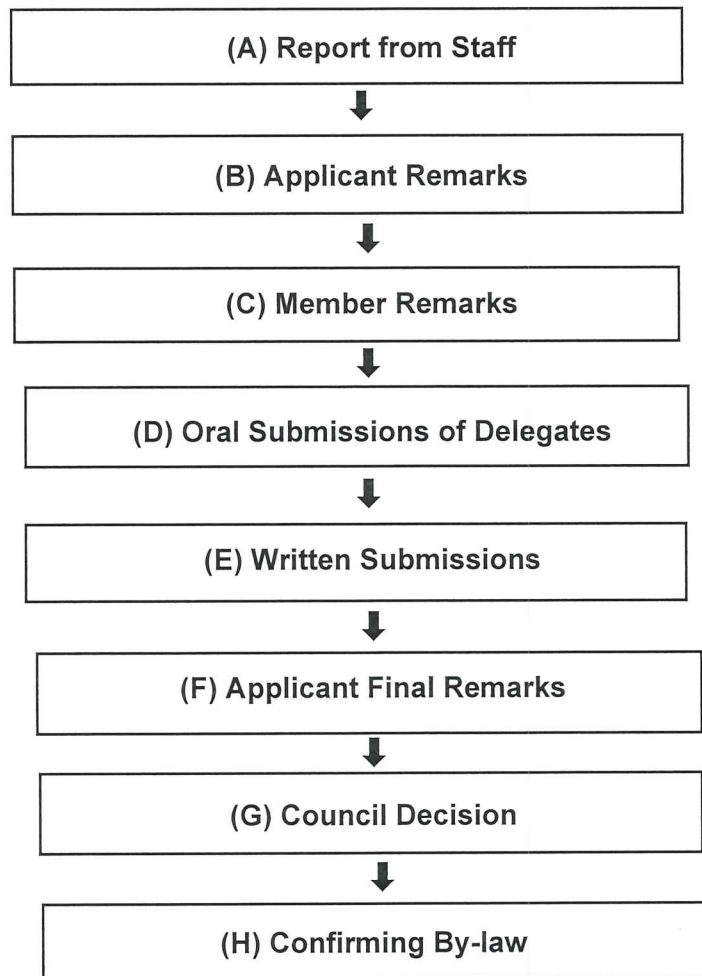 (A) Report from Staff
(B) Applicant Remarks
(C) Member Remarks
(D) Oral Submissions of Delegates
(E) Written Submissions
(F) Applicant Final Remarks
(G) Council Decision
(H) Confirming By-law